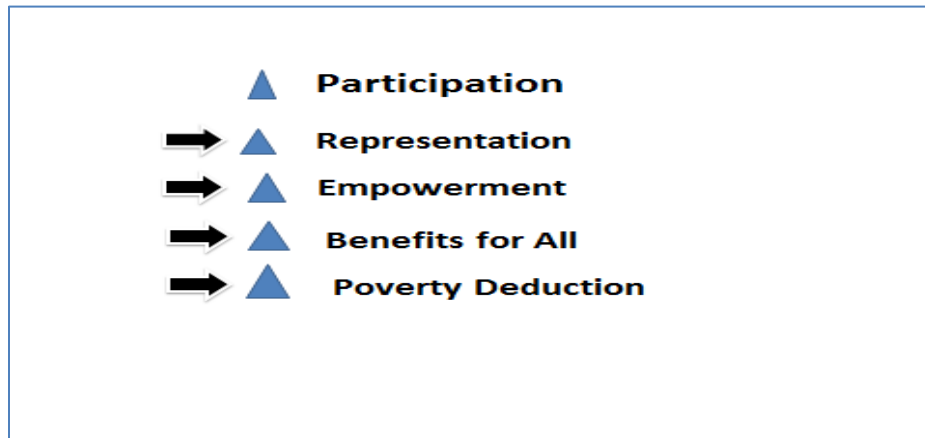 Participation
Representation
Empowerment
Benefits for All
Poverty Deduction